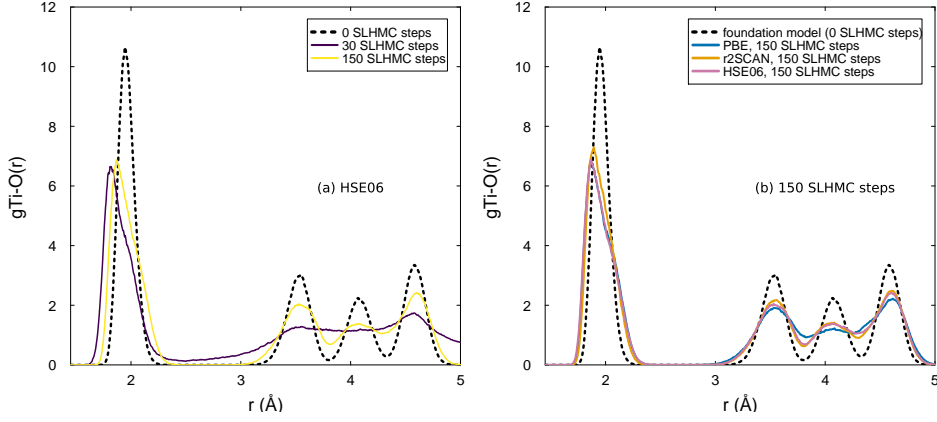 12
10
8
6
4
2
0
2
3
4
5
gTi-O(r)
r (Å)
0 SLHMC steps
30 SLHMC steps
150 SLHMC steps
(a) HSE06
12
10
8
6
4
2
0
2
3
4
5
gTi-O(r)
r (Å)
foundation model (0 SLHMC steps)
PBE, 150 SLHMC steps
r2SCAN, 150 SLHMC steps
HSE06, 150 SLHMC steps
(b) 150 SLHMC steps